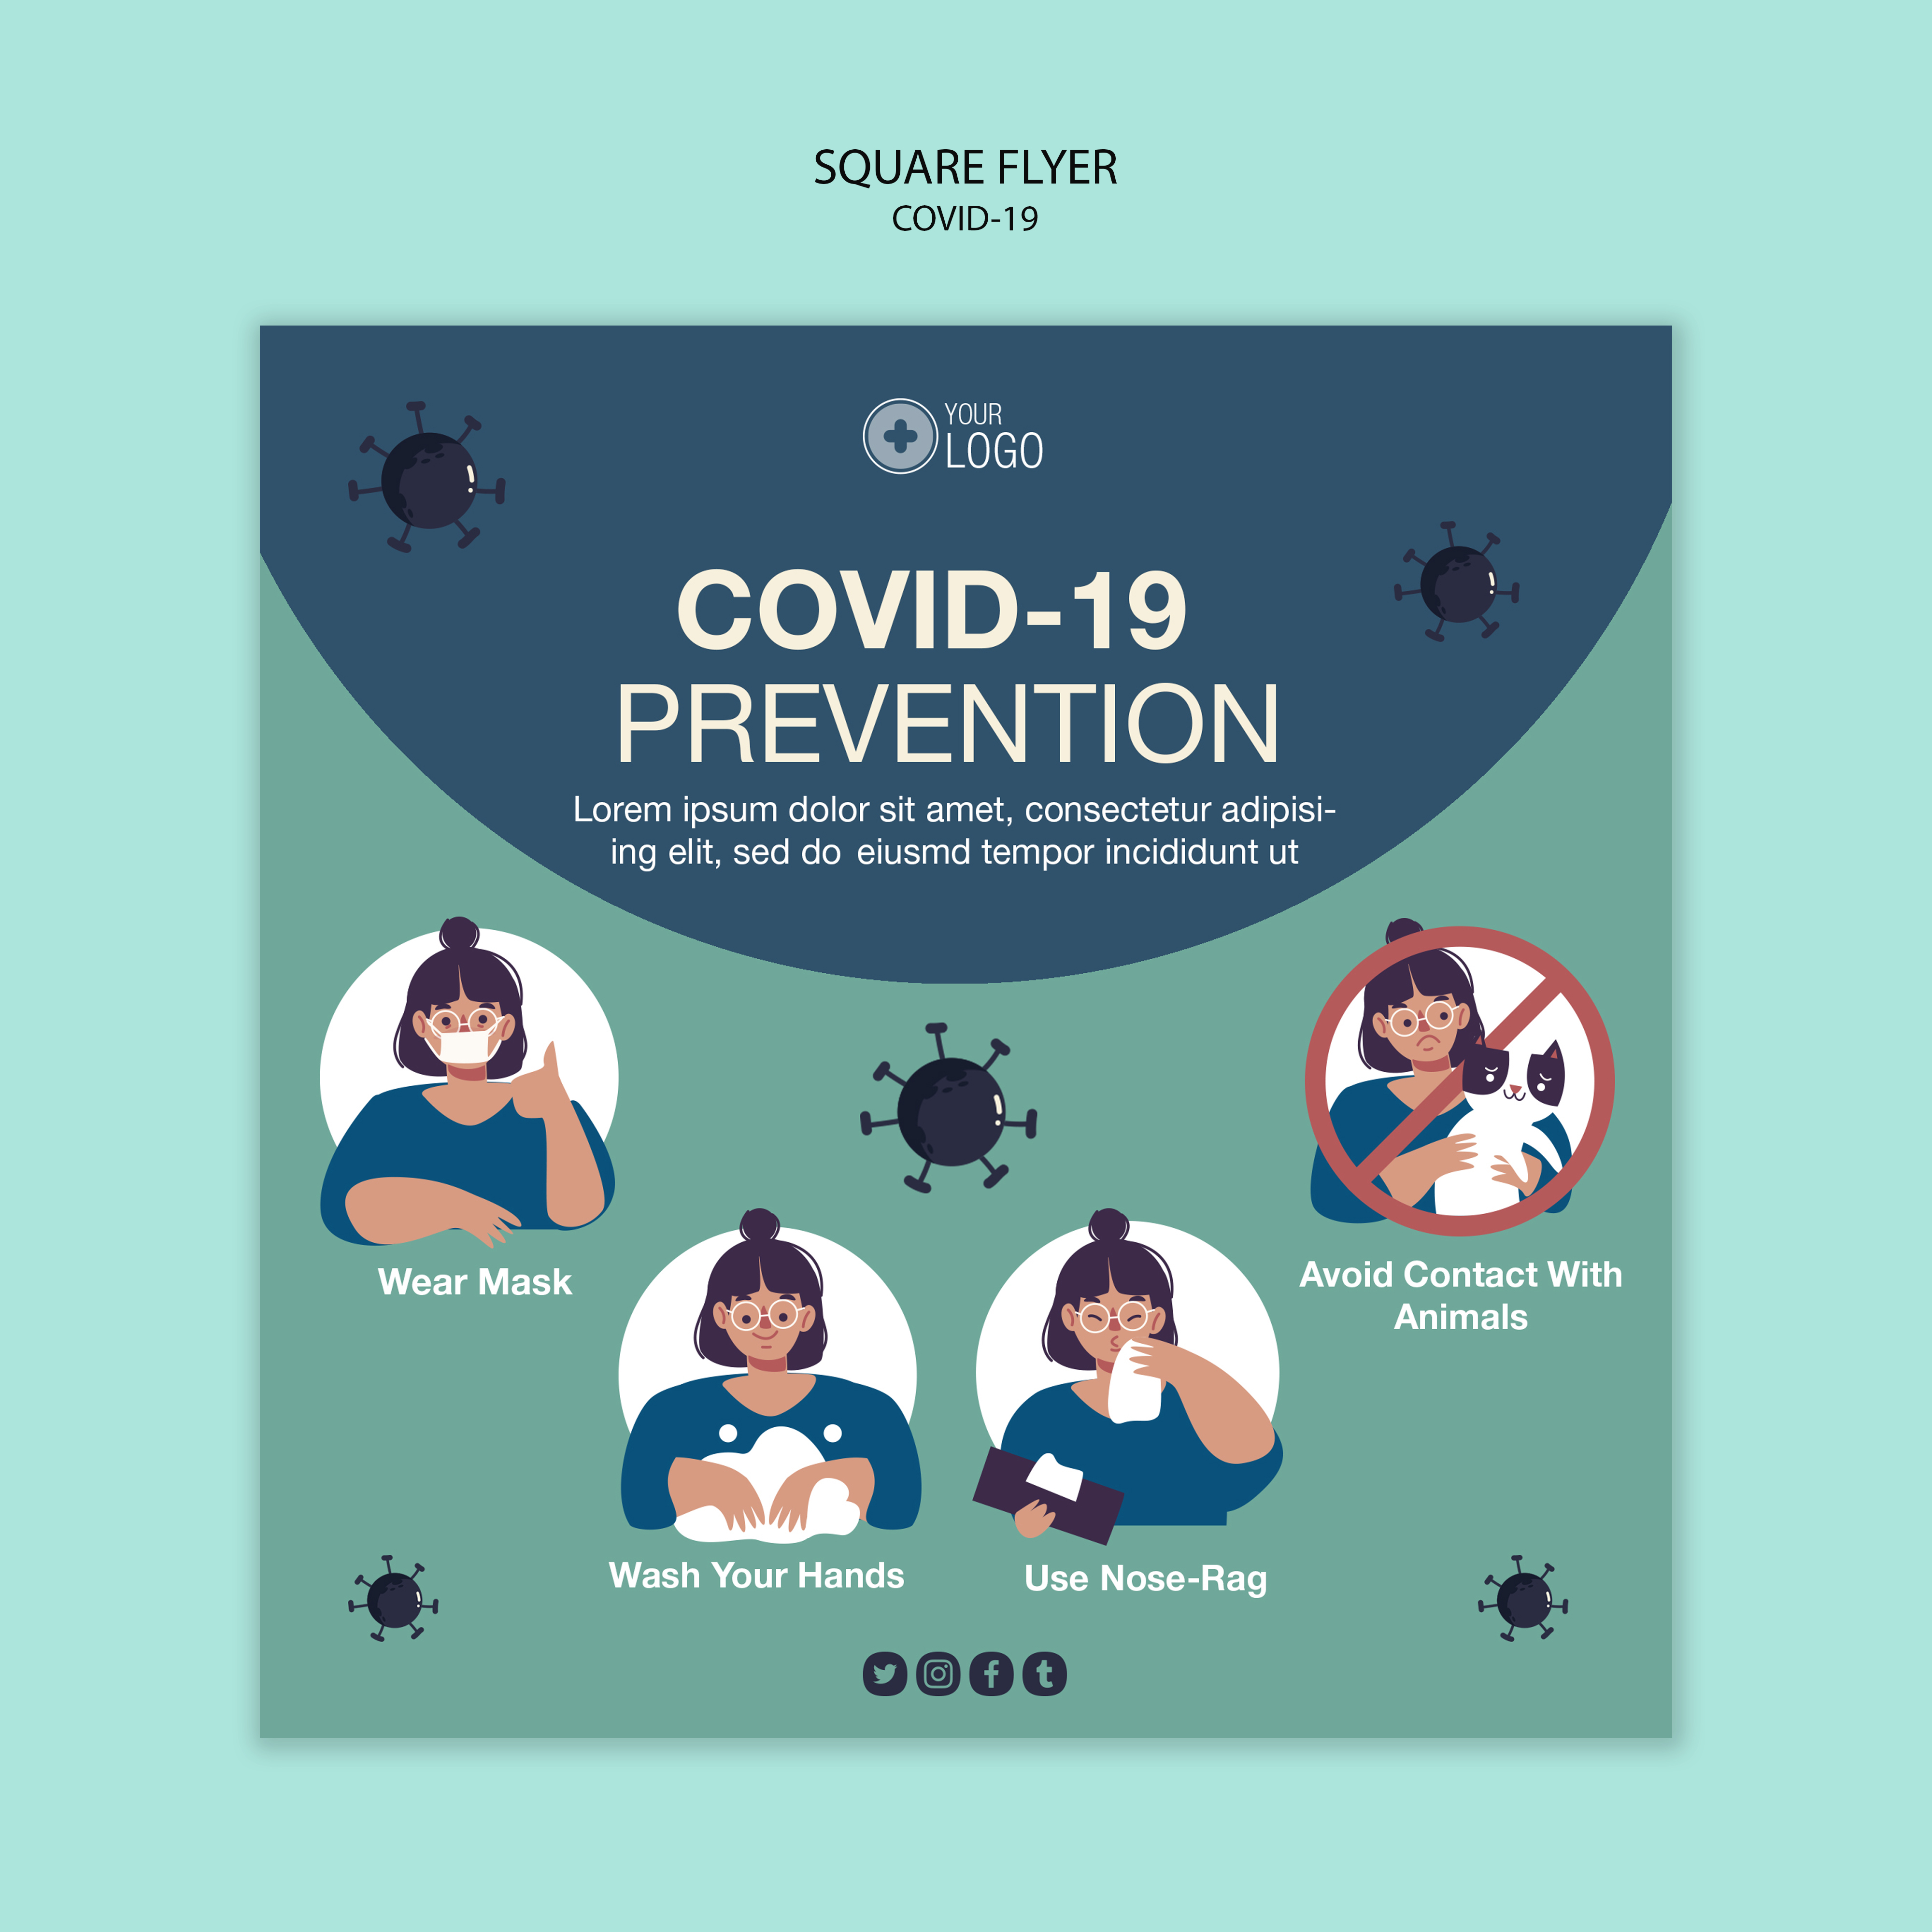 SQUARE FLYER
COVID-19
YOUR
LOGO
COVID-19
PREVENTION
Lorem ipsum dolor sit amet, consectetur adipisi-
ing elit, sed do eiusmd tempor incididunt ut
Wear Mask
Avoid Contact With
Animals
Wash Your Hands
Use Nose-Rag